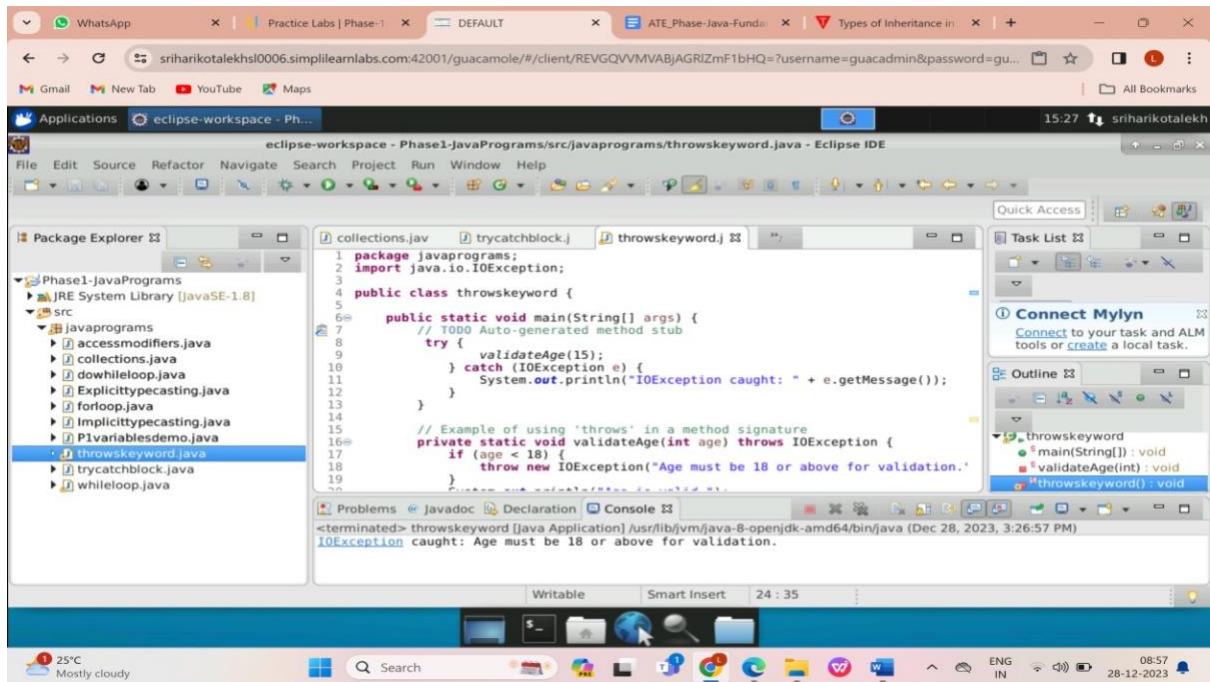 WhatsApp
Practice Labs | Phase-1
DEFAULT
ATE_Phase-Java-Funda
Types of Inheritance in
sriharikotalekhsl0006.simplilearnlabs.com:42001/guacamole/#/client/REVGQVVMVABjAGRlZmF1bHQ=?username=guacadmin&password=gu...
L
Gmail
New Tab
YouTube
Maps
All Bookmarks
Applications
eclipse-workspace - Ph...
15:27
sriharikotalekh
eclipse-workspace - Phase1-JavaPrograms/src/javaprograms/throwskeyword.java - Eclipse IDE
File Edit Source Refactor Navigate Search Project Run Window Help
Quick Access
Package Explorer
Phase1-JavaPrograms
JRE System Library [JavaSE-1.8]
src
javaprograms
accessmodifiers.java
collections.java
dowhileloop.java
Explicittypecasting.java
forloop.java
Implicittypecasting.java
P1variablesdemo.java
throwskeyword.java
trycatchblock.java
whileloop.java
collections.jav
trycatchblock.j
throwskeyword.j
1 package javaprograms;
2 import java.io.IOException;
3
4 public class throwskeyword {
5
6 public static void main(String[] args) {
7 // TODO Auto-generated method stub
8 try {
9 validateAge(15);
10 } catch (IOException e) {
11 System.out.println("IOException caught: " + e.getMessage());
12 }
13 }
14
15 // Example of using 'throws' in a method signature
16 private static void validateAge(int age) throws IOException {
17 if (age < 18) {
18 throw new IOException("Age must be 18 or above for validation.'
19 }
Task List
Connect Mylyn
Connect to your task and ALM
tools or create a local task.
Outline
throwskeyword
main(String[]) : void
validateAge(int) : void
throwskeyword() : void
Problems
Javadoc
Declaration
Console
<terminated> throwskeyword [Java Application] /usr/lib/jvm/java-8-openjdk-amd64/bin/java (Dec 28, 2023, 3:26:57 PM)
IOException caught: Age must be 18 or above for validation.
Writable
Smart Insert
24 : 35
1
25°C
Mostly cloudy
Search
PRE
ENG
IN
08:57
28-12-2023